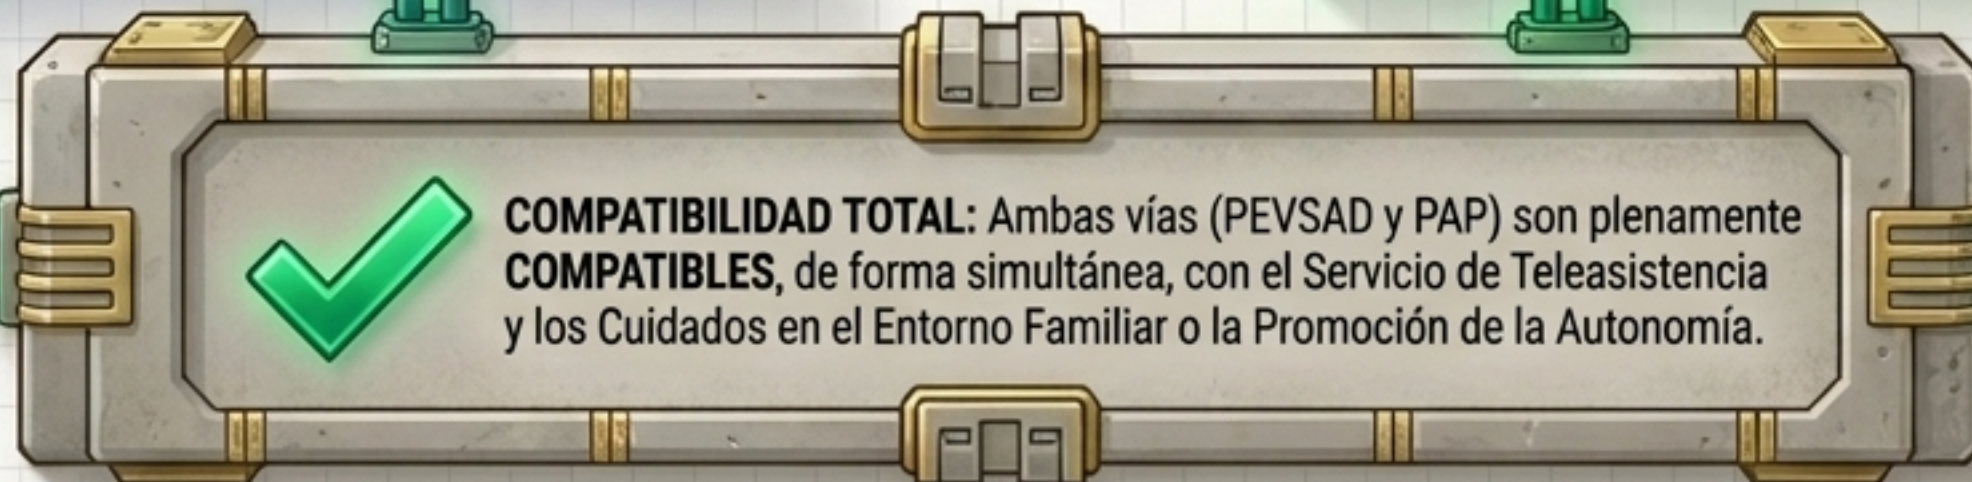 COMPATIBILIDAD TOTAL: Ambas vías (PEVSAD y PAP) son plenamente
COMPATIBLES, de forma simultánea, con el Servicio de Teleasistencia
y los Cuidados en el Entorno Familiar o la Promoción de la Autonomía.